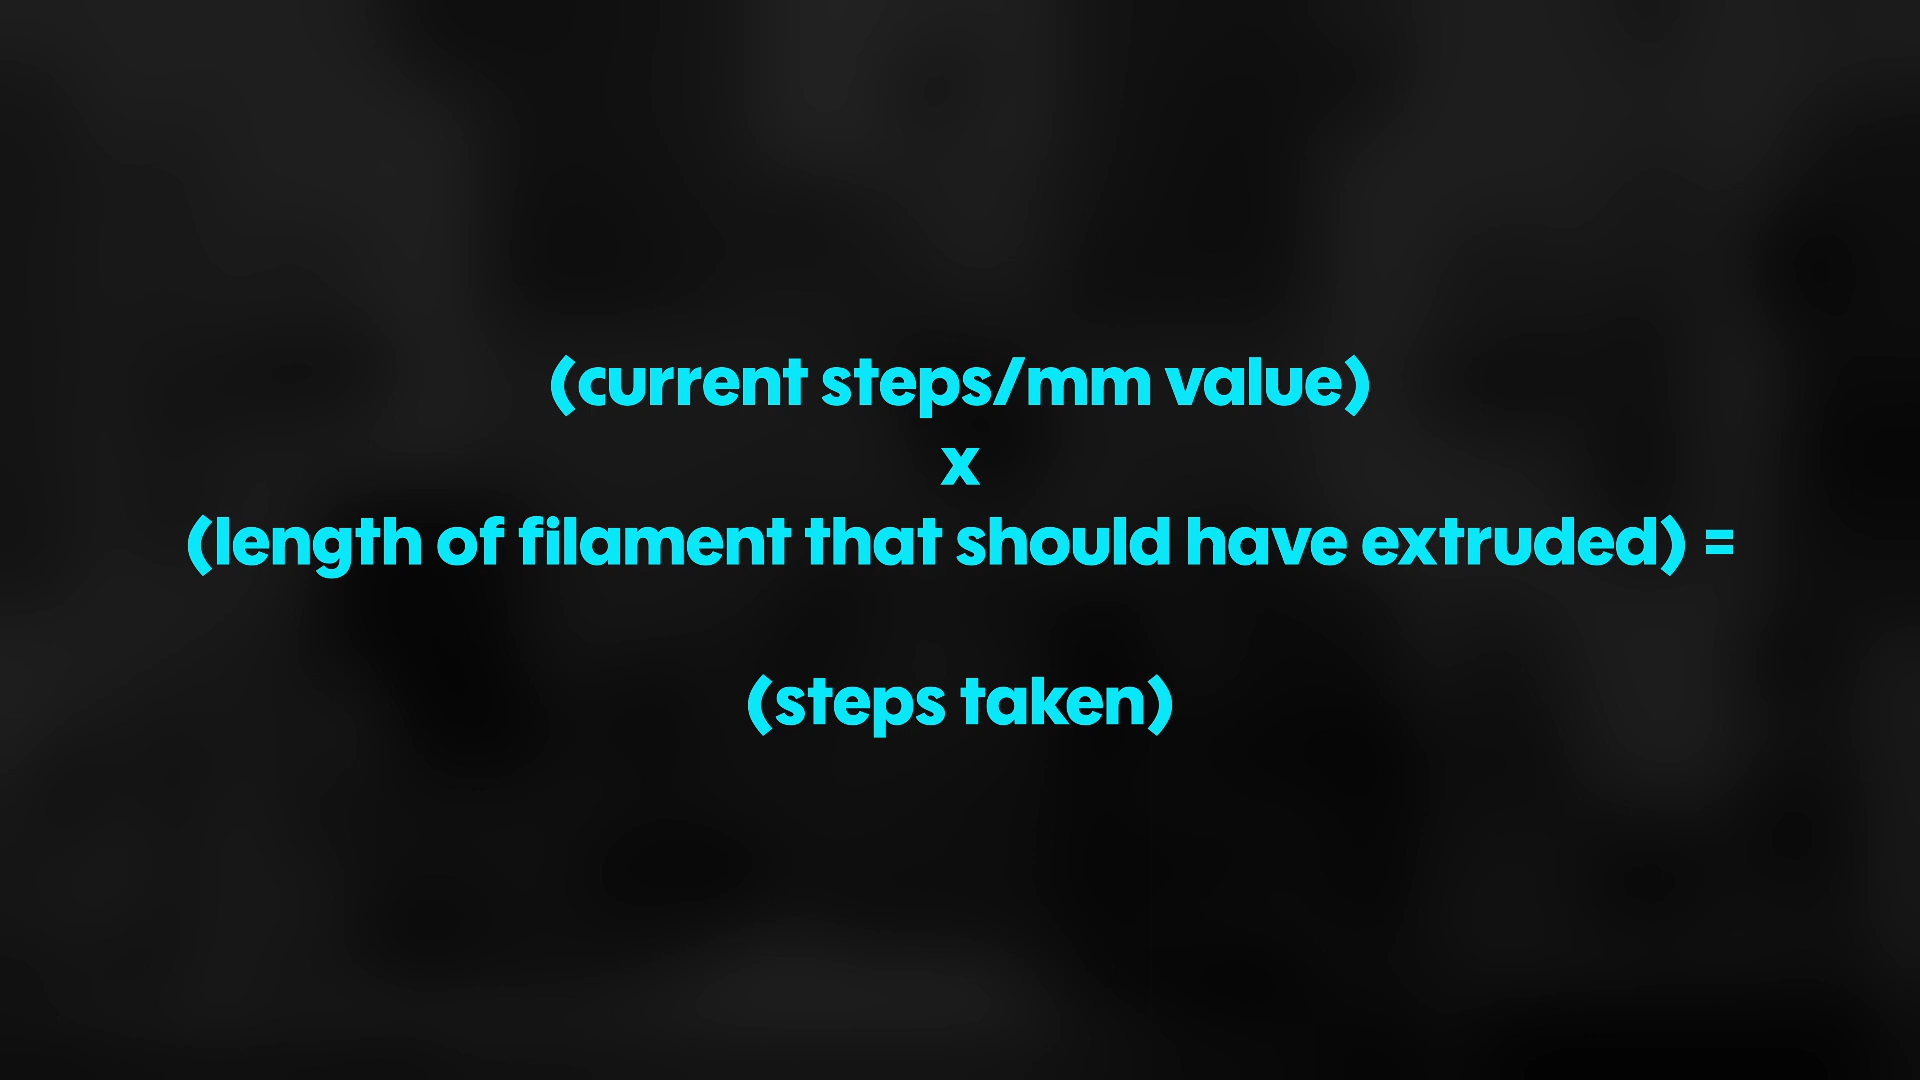 (current steps/mm value)
x
(length of filament that should have extruded) =
(steps taken)